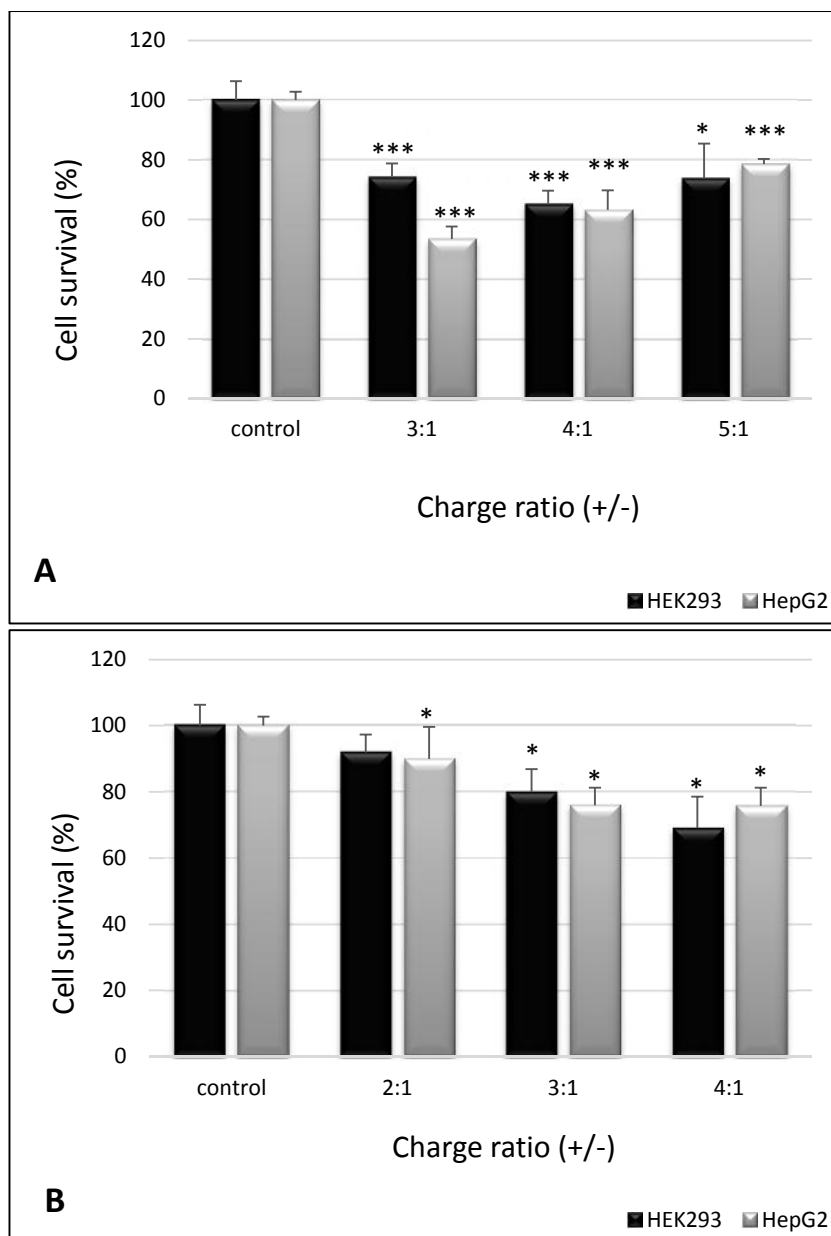 120
100
80
60
40
20
0
Cell survival (%)
***
***
***
***
*
***
control 3:1 4:1 5:1
Charge ratio (+/-)
A
HEK293 HepG2
120
100
80
60
40
20
0
Cell survival (%)
*
*
*
*
*
control 2:1 3:1 4:1
Charge ratio (+/-)
B
HEK293 HepG2